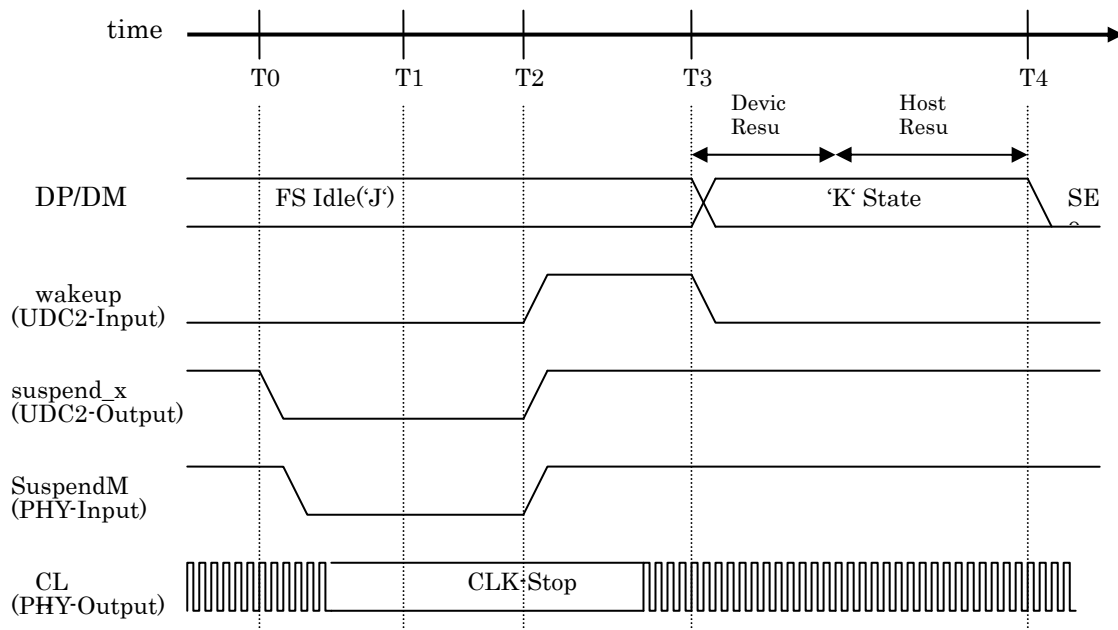 time
T0 T1 T2 T3 T4
Devic
Resu
Host
Resu
DP/DM
FS Idle(‘J‘)
‘K‘ State
SE
wakeup
(UDC2-Input)
suspend_x
(UDC2-Output)
SuspendM
(PHY-Input)
CL
(PHY-Output)
CLK-Stop